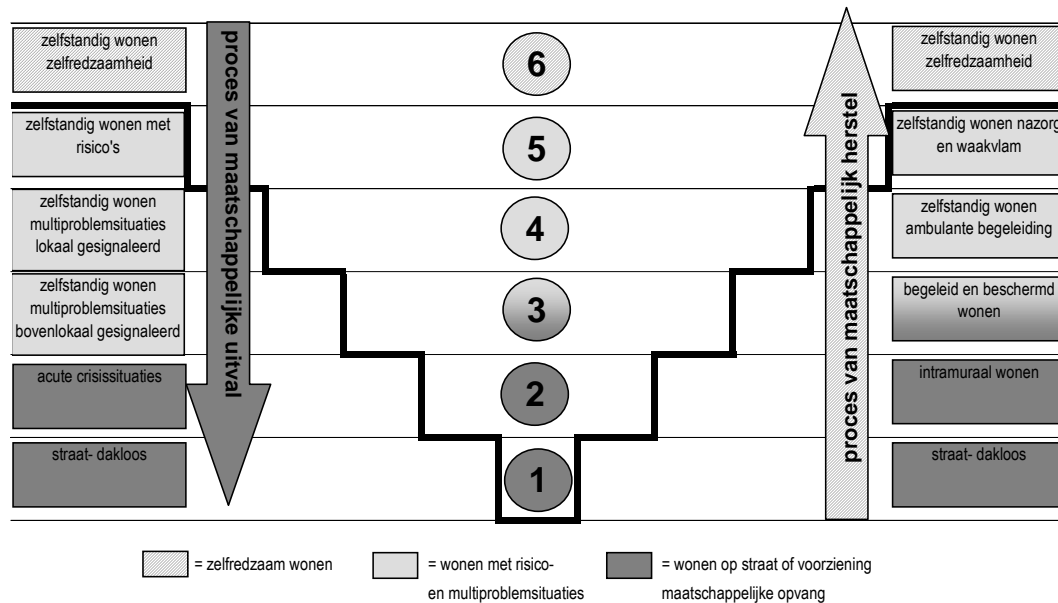 zelfstandig wonen
zelfredzaamheid
proces van maatschappelijke uitval
6
proces van maatschappelijk herstel
zelfstandig wonen
zelfredzaamheid
zelfstandig wonen met
risico's
5
zelfstandig wonen nazorg
en waakvlam
zelfstandig wonen
multiproblemsituaties
lokaal gesignaleerd
4
zelfstandig wonen
ambulante begeleiding
zelfstandig wonen
multiproblemsituaties
bovenlokaal gesignaleerd
3
begeleid en beschermd
wonen
acute crisissituaties
2
intramuraal wonen
straat- dakloos
1
straat- dakloos
= zelfredzaam wonen
= wonen met risico-
en multiproblemsituaties
= wonen op straat of voorziening
maatschappelijke opvang